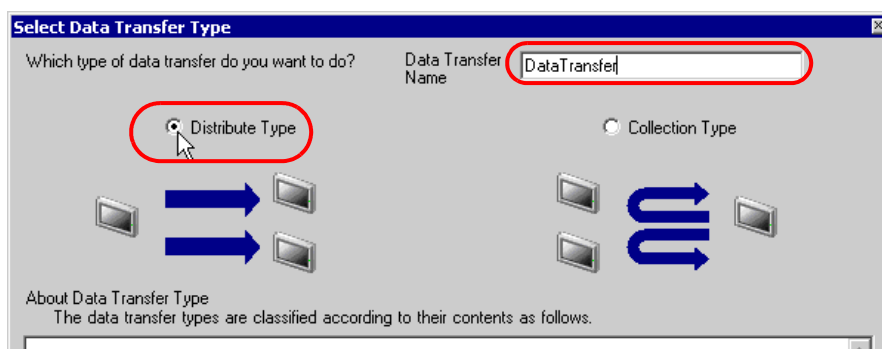 Select Data Transfer Type
Which type of data transfer do you want to do?
Data Transfer Name
DataTransfer
Distribute Type
Collection Type
About Data Transfer Type
The data transfer types are classified according to their contents as follows.